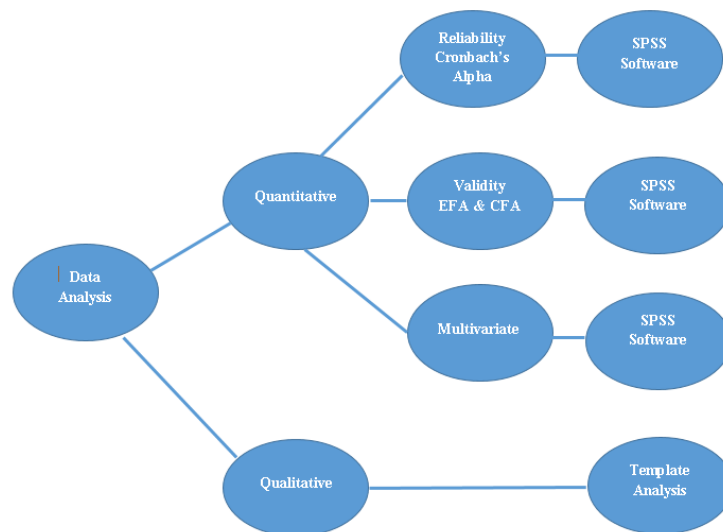 Reliability
Cronbach's
Alpha
SPSS
Software
Quantitative
Validity
EFA & CFA
SPSS
Software
Data
Analysis
Multivariate
SPSS
Software
Qualitative
Template
Analysis